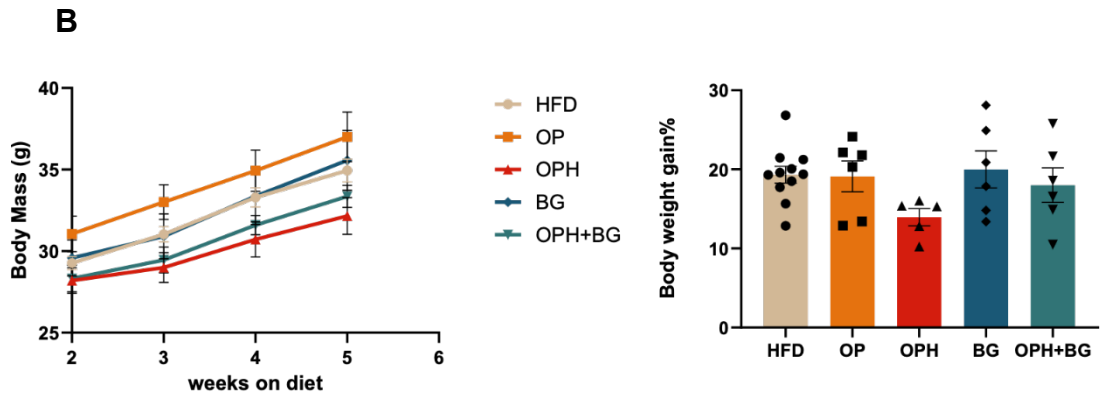 B
Body Mass (g)
40
35
30
25
2 3 4 5 6
weeks on diet
HFD
OP
OPH
BG
OPH+BG
Body weight gain%
30
20
10
0
HFD OP OPH BG OPH+BG